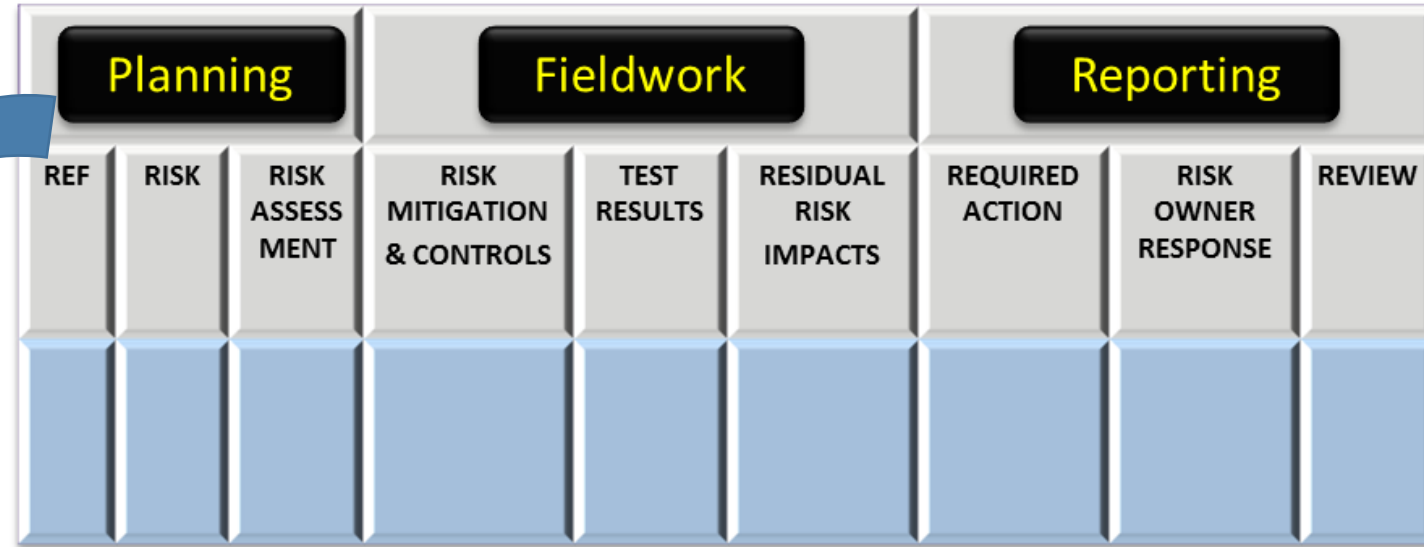 Planning
Fieldwork
Reporting
REF
RISK
RISK
ASSESS
MENT
RISK
MITIGATION
& CONTROLS
TEST
RESULTS
RESIDUAL
RISK
IMPACTS
REQUIRED
ACTION
RISK
OWNER
RESPONSE
REVIEW